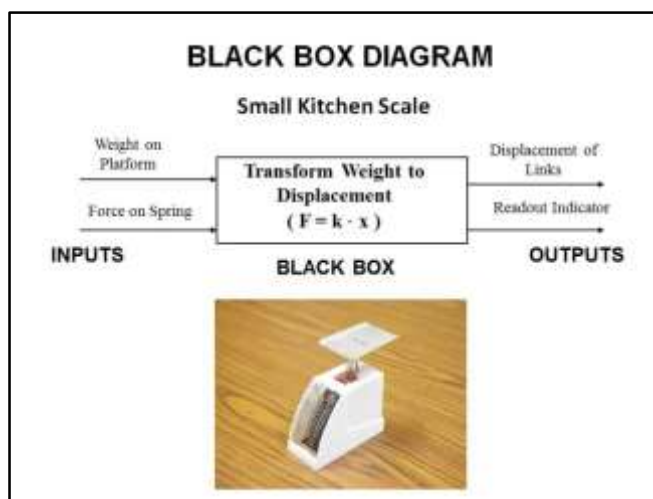 BLACK BOX DIAGRAM
Small Kitchen Scale
Weight on
Platform
Force on Spring
INPUTS
Transform Weight to
Displacement
( F = k · x )
BLACK BOX
Displacement of
Links
Readout Indicator
OUTPUTS